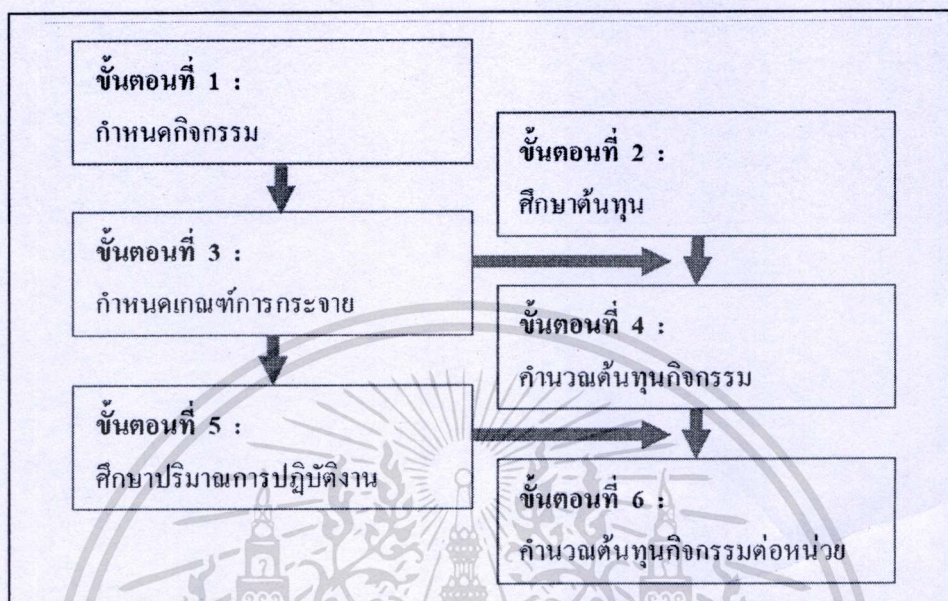 ขั้นตอนที่ 1 :
กำหนดกิจกรรม
ขั้นตอนที่ 2 :
ศึกษาต้นทุน
ขั้นตอนที่ 3 :
กำหนดเกณฑ์การกระจาย
ขั้นตอนที่ 4 :
คำนวณต้นทุนกิจกรรม
ขั้นตอนที่ 5 :
ศึกษาปริมาณการปฏิบัติงาน
ขั้นตอนที่ 6 :
คำนวณต้นทุนกิจกรรมต่อหน่วย